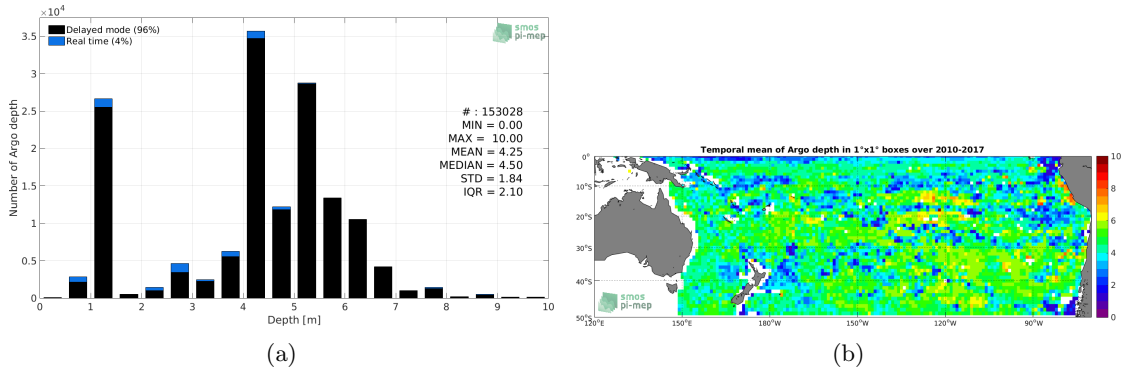 ×10⁴
Delayed mode (96%)
Real time (4%)
smos
pi-mep
3.5
3
2.5
2
1.5
1
0.5
0
Number of Argo depth
# : 153028
MIN = 0.00
MAX = 10.00
MEAN = 4.25
MEDIAN = 4.50
STD = 1.84
IQR = 2.10
0 1 2 3 4 5 6 7 8 9 10
Depth [m]
(a)
Temporal mean of Argo depth in 1°x1° boxes over 2010-2017
0°
10°S
20°S
30°S
40°S
50°S
120°E 150°E 180°W 150°W 120°W 90°W
smos
pi-mep
10
8
6
4
2
0
(b)